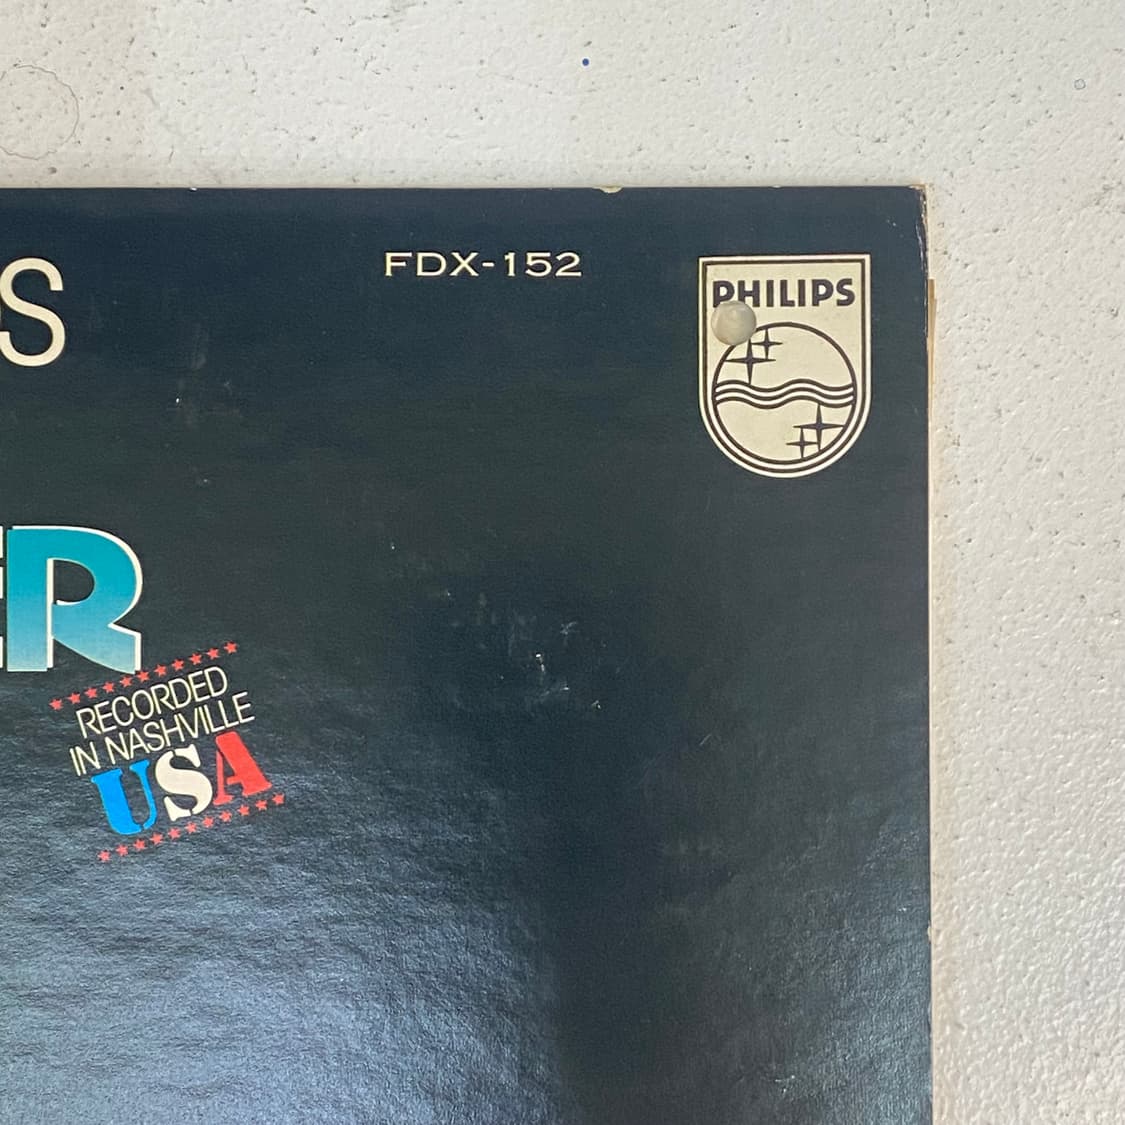 S
FDX-152
PHILIPS
ER
RECORDED
IN NASHVILLE
USA